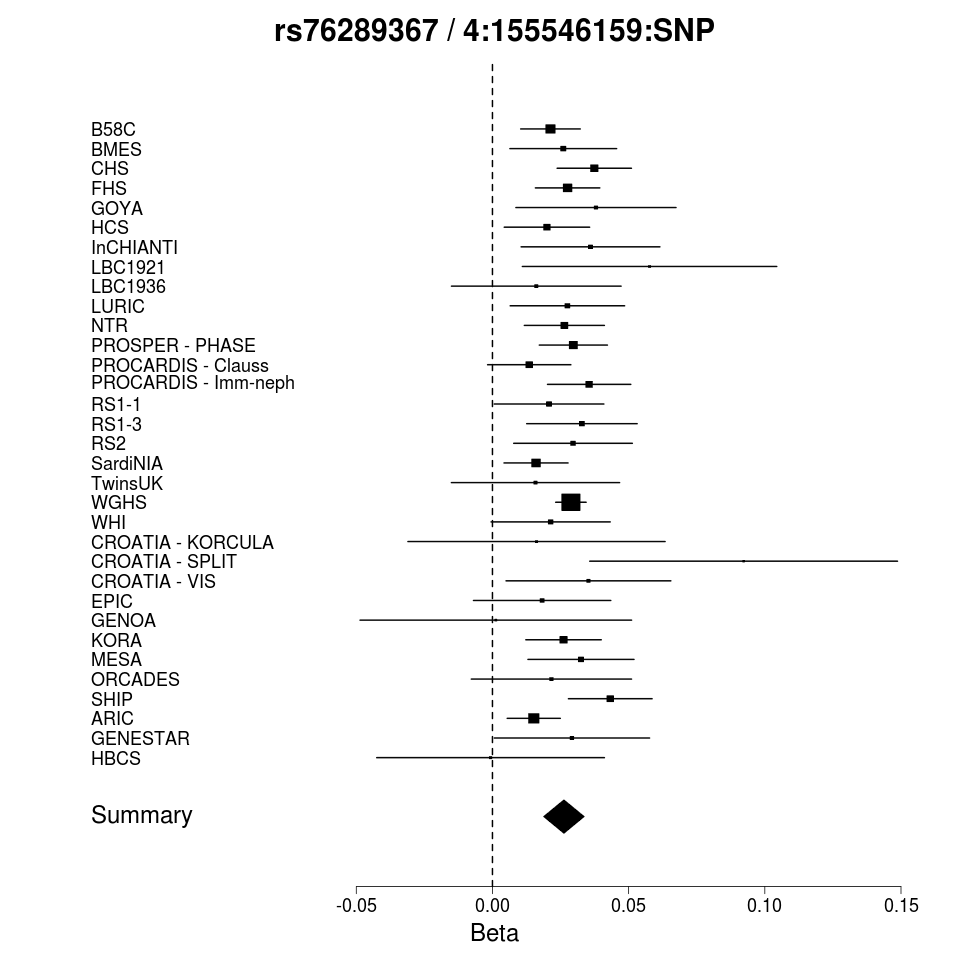 rs76289367 / 4:155546159:SNP
B58C
BMES
CHS
FHS
GOYA
HCS
InCHIANTI
LBC1921
LBC1936
LURIC
NTR
PROSPER - PHASE
PROCARDIS - Clauss
PROCARDIS - Imm-neph
RS1-1
RS1-3
RS2
SardiNIA
TwinsUK
WGHS
WHI
CROATIA - KORCULA
CROATIA - SPLIT
CROATIA - VIS
EPIC
GENOA
KORA
MESA
ORCADES
SHIP
ARIC
GENESTAR
HBCS
Summary
-0.05 0.00 0.05 0.10 0.15
Beta